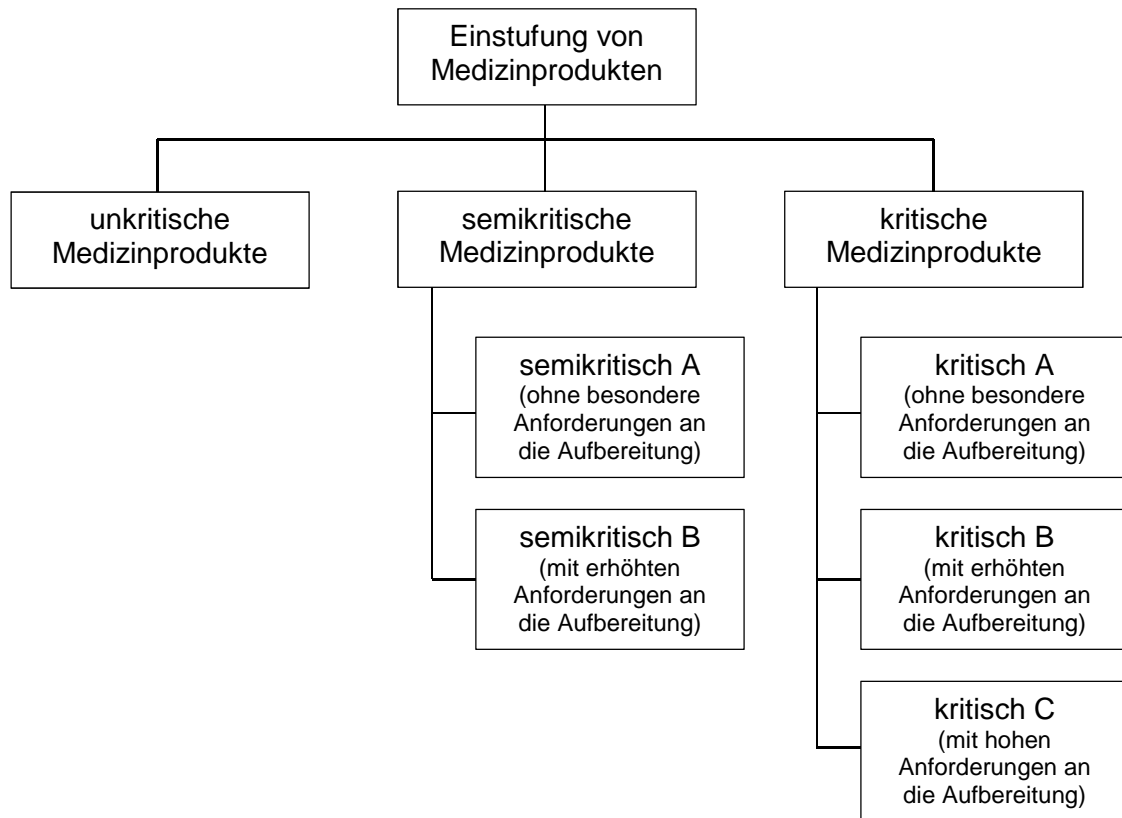 Einstufung von
Medizinprodukten
unkritische
Medizinprodukte
semikritische
Medizinprodukte
kritische
Medizinprodukte
semikritisch A
(ohne besondere
Anforderungen an
die Aufbereitung)
kritisch A
(ohne besondere
Anforderungen an
die Aufbereitung)
semikritisch B
(mit erhöhten
Anforderungen an
die Aufbereitung)
kritisch B
(mit erhöhten
Anforderungen an
die Aufbereitung)
kritisch C
(mit hohen
Anforderungen an
die Aufbereitung)